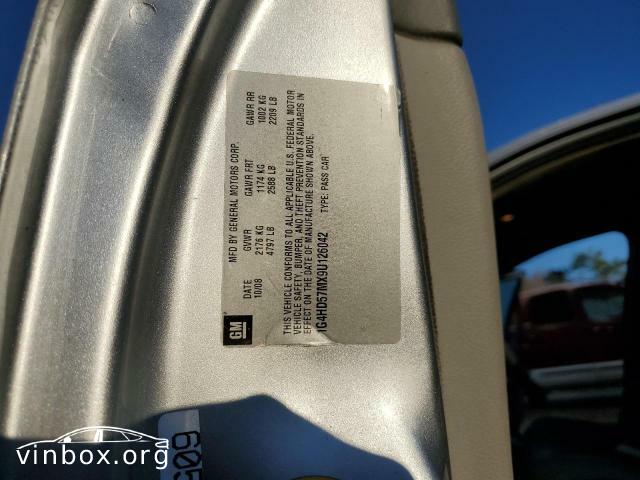 MFD BY GENERAL MOTORS CORP.
DATE GVWR GAWR FRT GAWR RR
10/08 2176 KG 1174 KG 1002 KG
4797 LB 2588 LB 2209 LB
THIS VEHICLE CONFORMS TO ALL APPLICABLE U.S. FEDERAL MOTOR
VEHICLE SAFETY, BUMPER, AND THEFT PREVENTION STANDARDS IN
EFFECT ON THE DATE OF MANUFACTURE SHOWN ABOVE.
1G4HD57MX9U126042 TYPE: PASS CAR
GM
609
vinbox.org